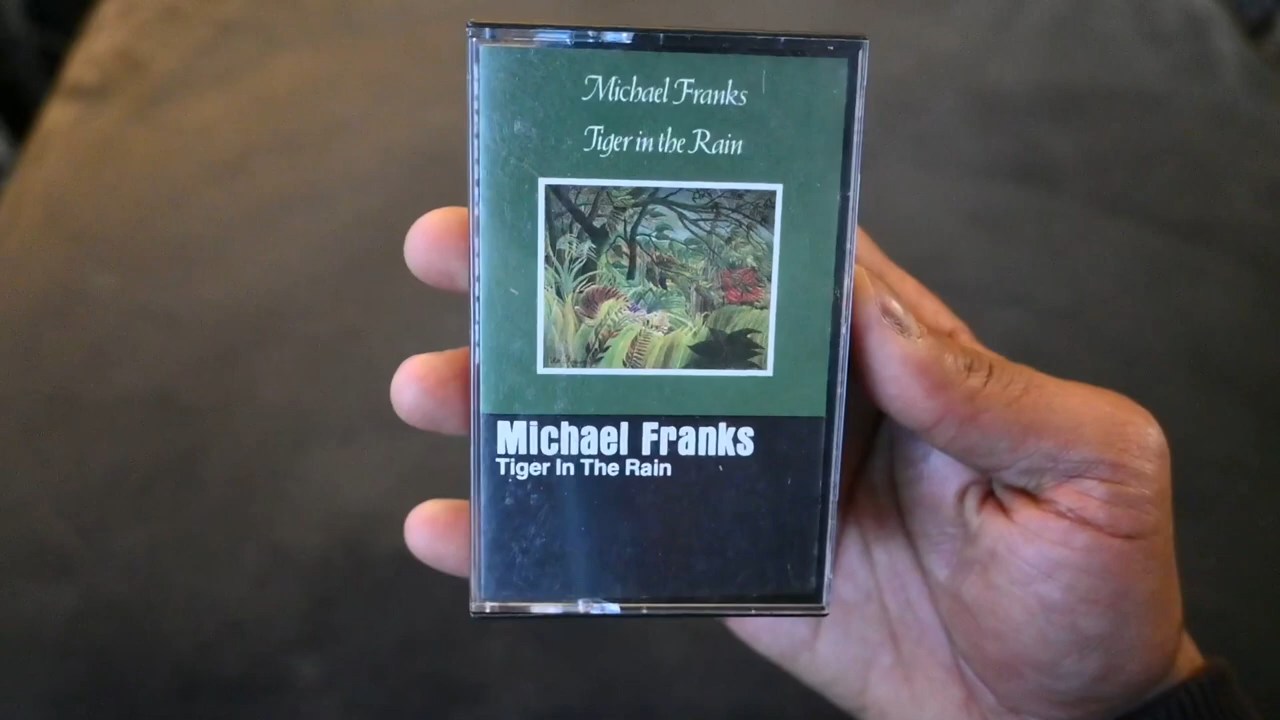 Michael Franks
Tiger in the Rain
Michael Franks
Tiger In The Rain